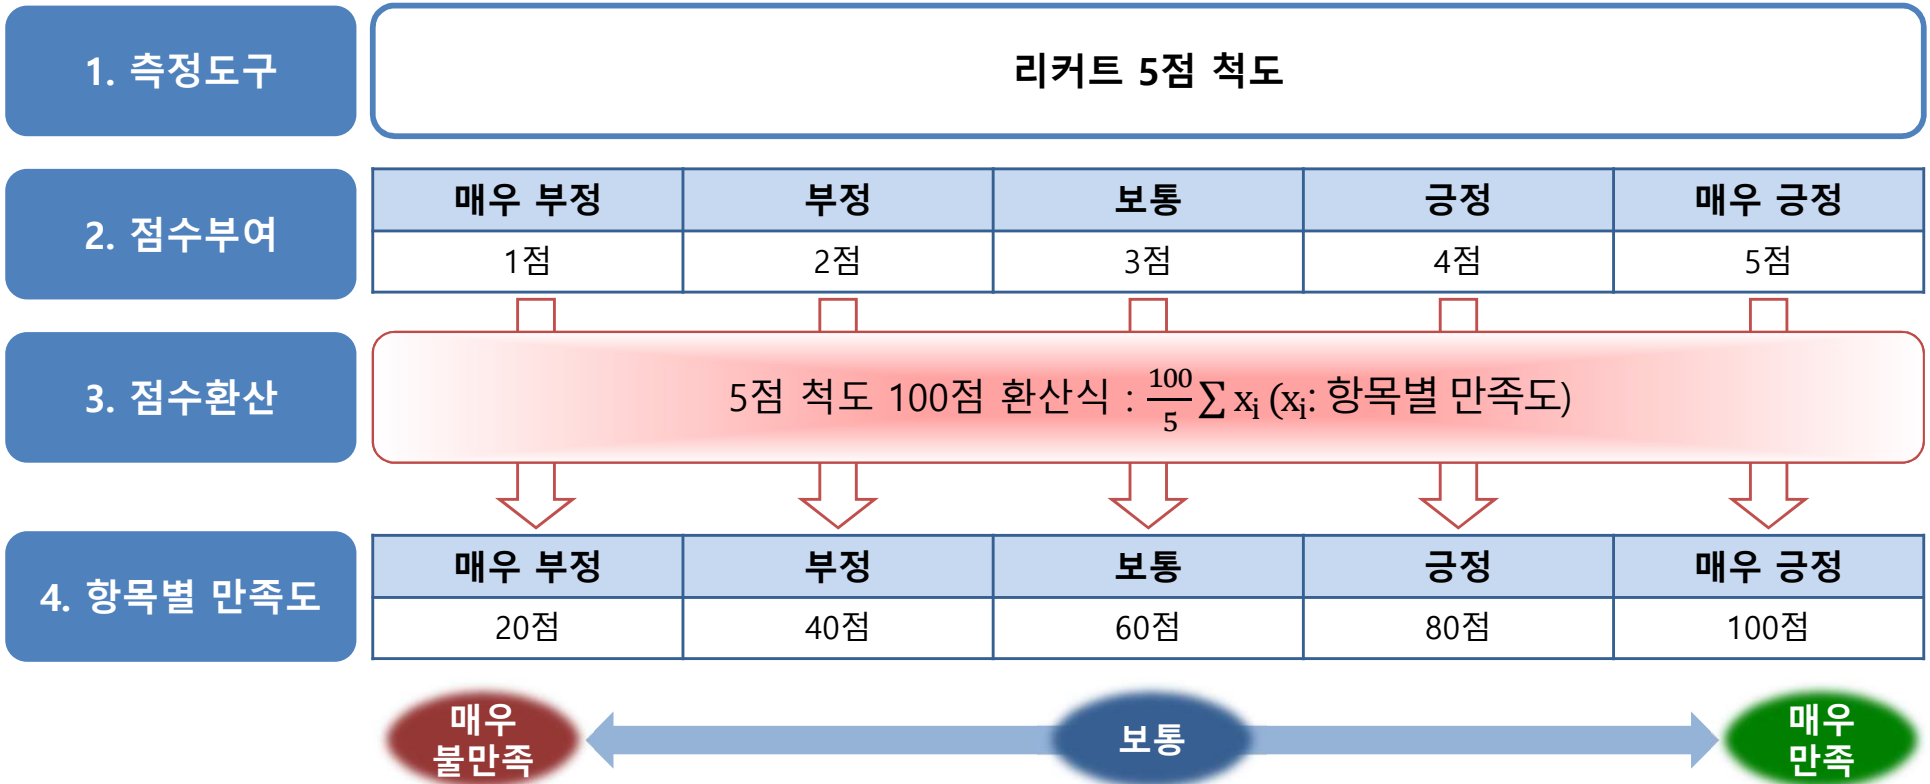 1. 측정도구
리커트 5점 척도
2. 점수부여
매우 부정 부정 보통 긍정 매우 긍정
1점 2점 3점 4점 5점
3. 점수환산
5점 척도 100점 환산식 : 100/5 ∑ xᵢ (xᵢ: 항목별 만족도)
4. 항목별 만족도
매우 부정 부정 보통 긍정 매우 긍정
20점 40점 60점 80점 100점
매우
불만족
보통
매우
만족